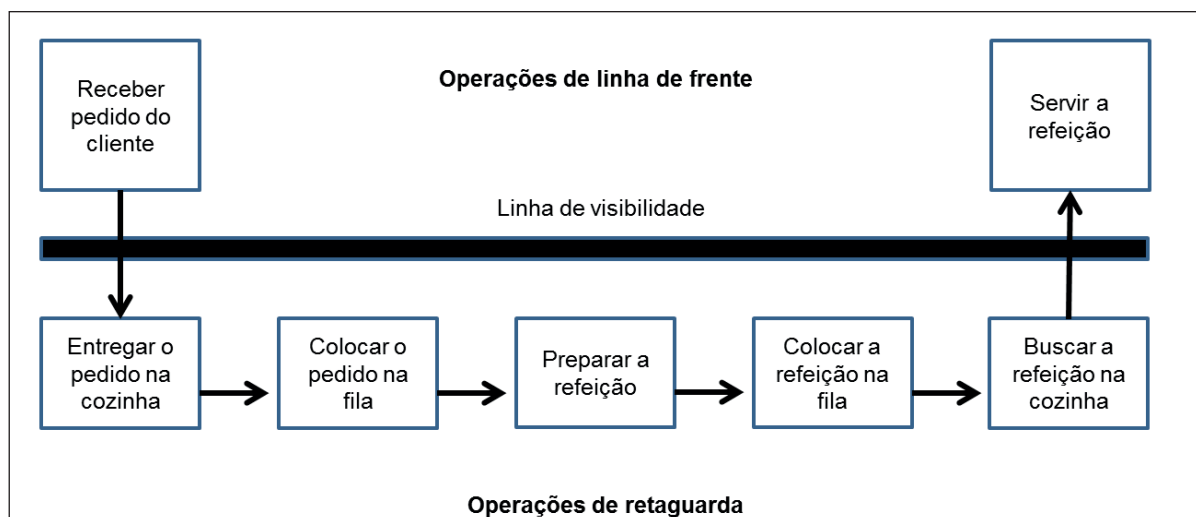 Receber
pedido do
cliente
Operações de linha de frente
Servir a
refeição
Linha de visibilidade
Entregar o
pedido na
cozinha
Colocar o
pedido na
fila
Preparar a
refeição
Colocar a
refeição na
fila
Buscar a
refeição na
cozinha
Operações de retaguarda